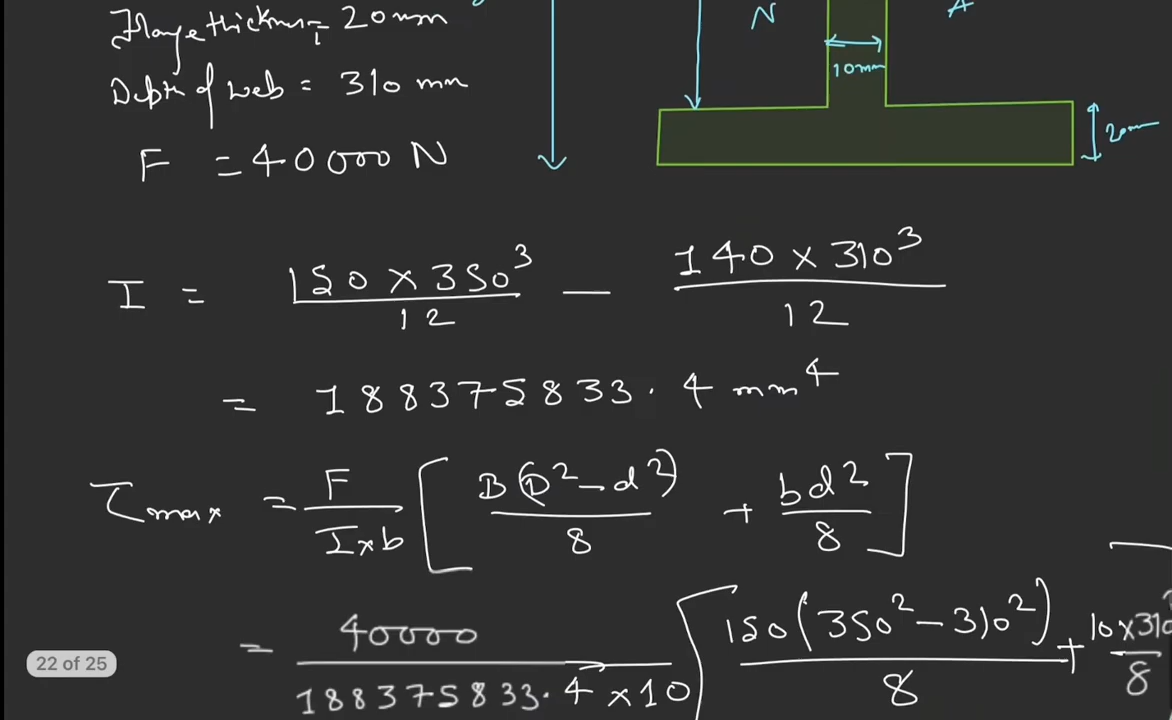 Flange thickness = 20 mm
N
A
10mm
Depth of web = 310 mm
20mm
F = 40000 N
I = 150 × 350³ / 12 − 140 × 310³ / 12
= 188375833.4 mm⁴
τmax = F / I×b [ B(D²−d²) / 8 + bd² / 8 ]
= 40000 / 188375833.4 × 10 [ 150(350²−310²) / 8 + 10×310² / 8
22 of 25